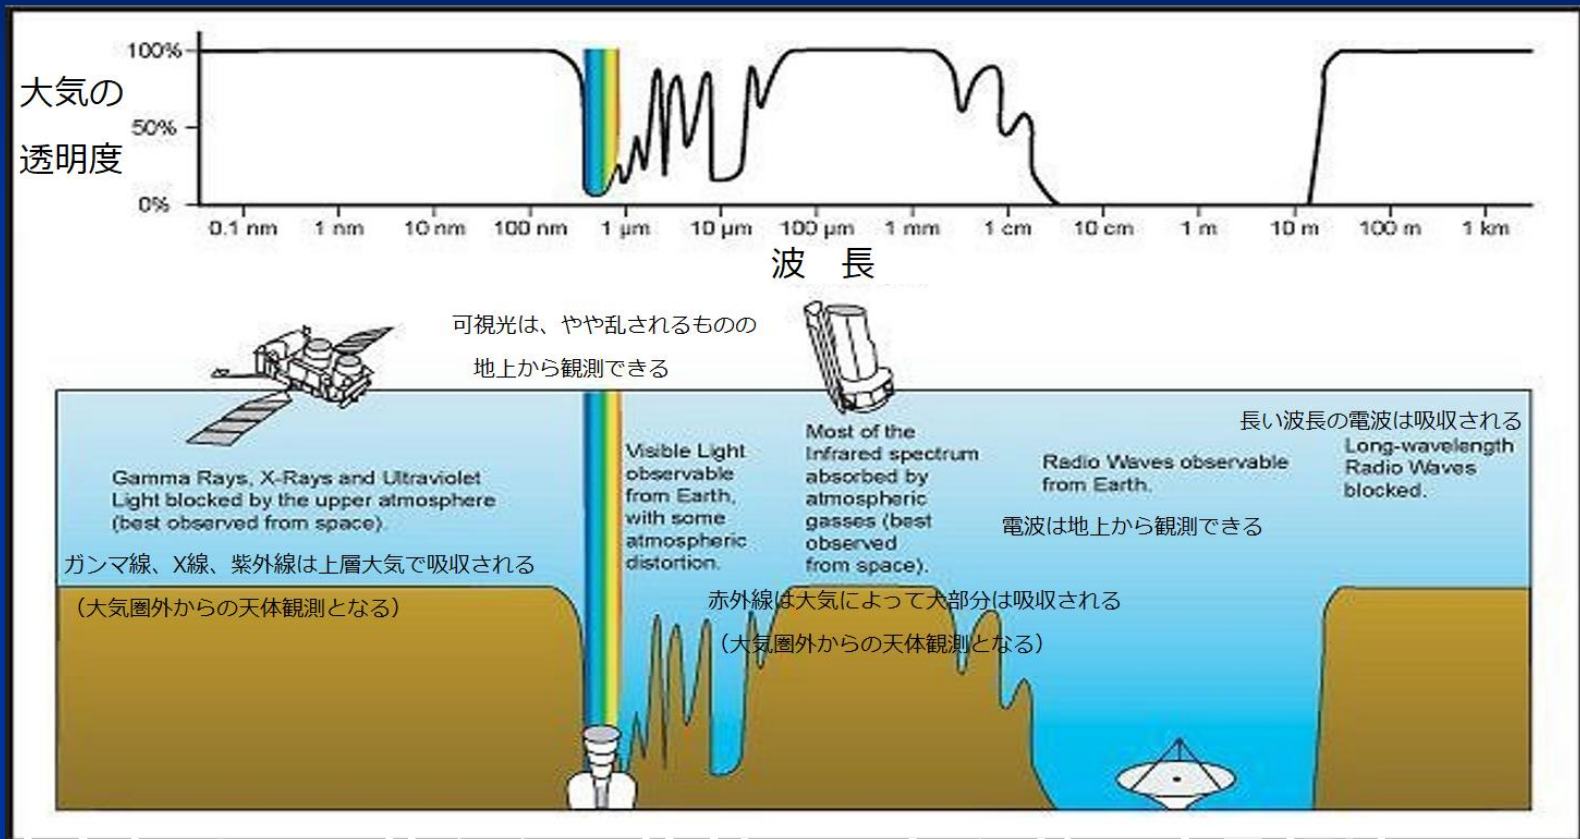 大気の
透明度
100%
50%
0%
0.1 nm 1 nm 10 nm 100 nm 1 μm 10 μm 100 μm 1 mm 1 cm 10 cm 1 m 10 m 100 m 1 km
波 長
可視光は、やや乱されるものの
地上から観測できる
Gamma Rays, X-Rays and Ultraviolet
Light blocked by the upper atmosphere
(best observed from space).
ガンマ線、X線、紫外線は上層大気で吸収される
（大気圏外からの天体観測となる）
Visible Light
observable
from Earth,
with some
atmospheric
distortion.
Most of the
Infrared spectrum
absorbed by
atmospheric
gasses (best
observed
from space).
赤外線は大気によって大部分は吸収される
（大気圏外からの天体観測となる）
Radio Waves observable
from Earth.
電波は地上から観測できる
長い波長の電波は吸収される
Long-wavelength
Radio Waves
blocked.